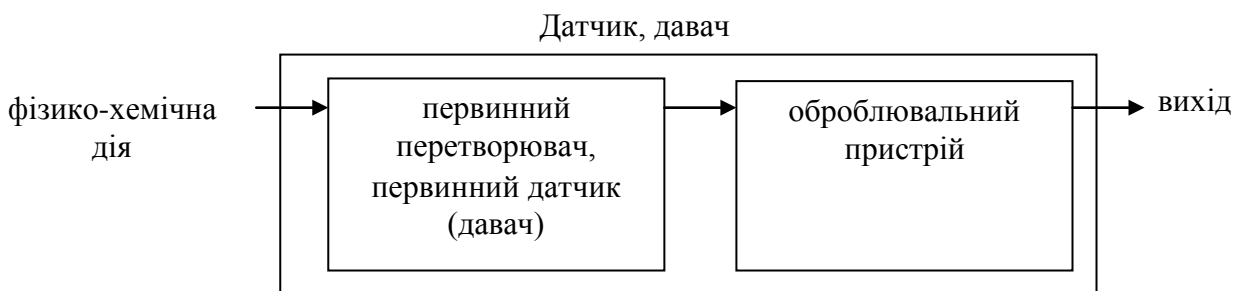 Датчик, давач
фізико-хемічна
дія
первинний
перетворювач,
первинний датчик
(давач)
оброблювальний
пристрій
вихід